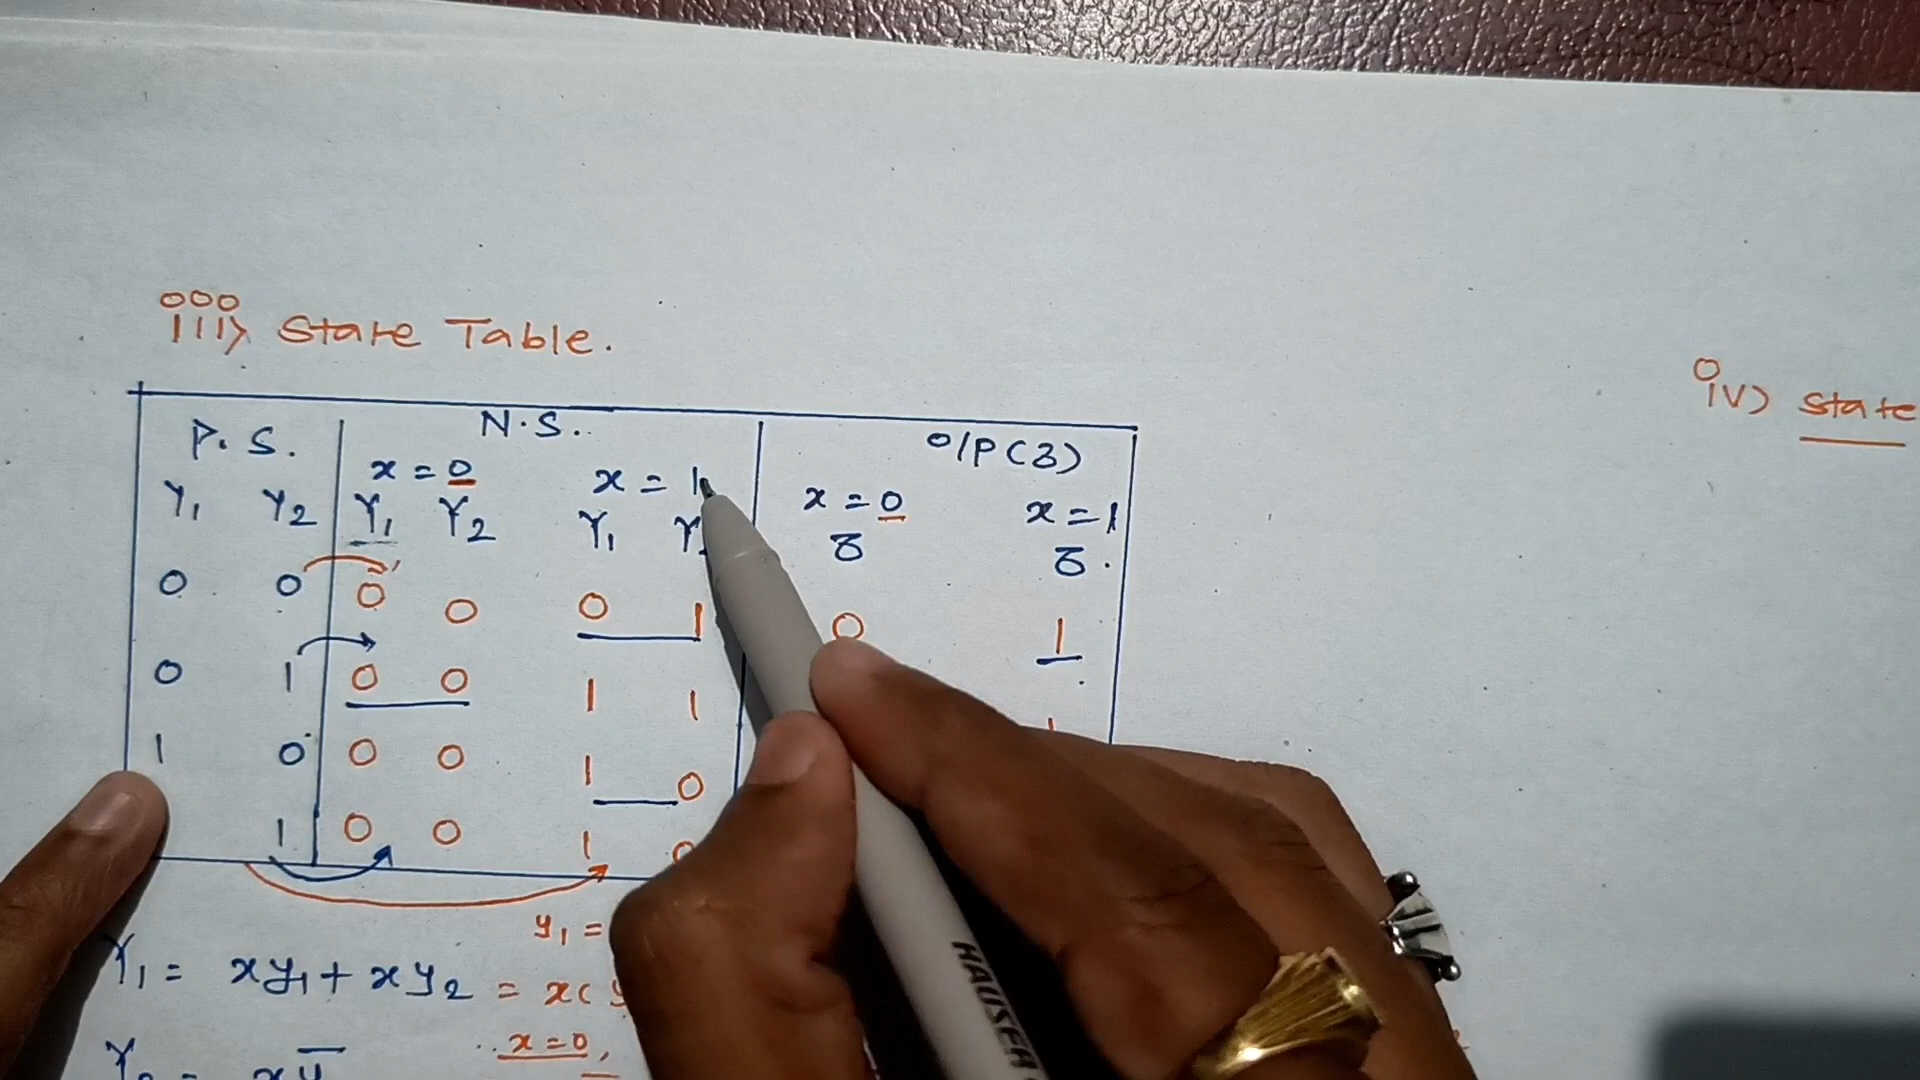 iii) State Table.
iv) State
P. S. N.S. O/P(z)
x = 0 x = 1 x = 0 x = 1
Y1 Y2 Y1 Y2 Y1 Y z z
0 0 0 0 0 1 0 1
0 1 0 0 1 1
1 0 0 0 1 0
1 0 0 1 0
y1 =
Y1 = xy1 + xy2 = x(
x=0,
HAUSER